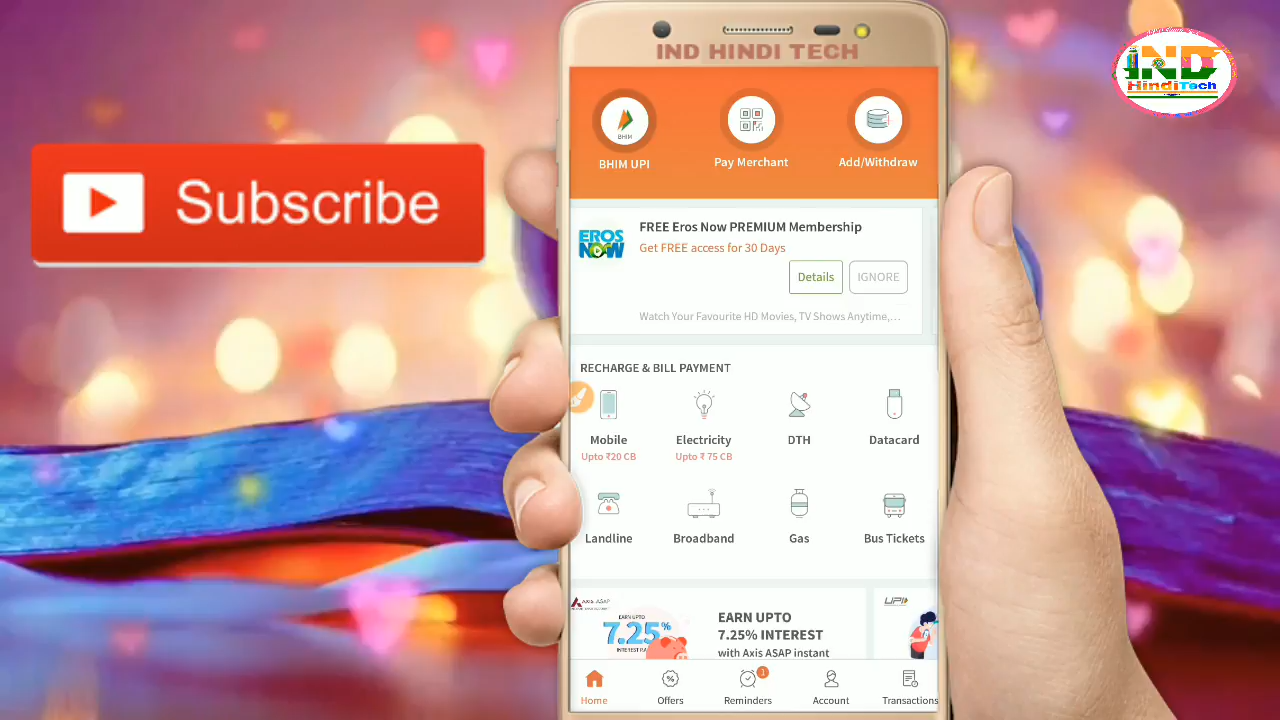 IND HINDI TECH
IND
HindiTech
Subscribe
BHIM
BHIM UPI
Pay Merchant
Add/Withdraw
EROS
NOW
FREE Eros Now PREMIUM Membership
Get FREE access for 30 Days
Details
IGNORE
Watch Your Favourite HD Movies, TV Shows Anytime,...
RECHARGE & BILL PAYMENT
Mobile
Upto ₹20 CB
Electricity
Upto ₹ 75 CB
DTH
Datacard
Landline
Broadband
Gas
Bus Tickets
AXIS ASAP
EARN UPTO
7.25%
INTEREST
EARN UPTO
7.25% INTEREST
with Axis ASAP instant
UPI
Home
Offers
1
Reminders
Account
Transactions